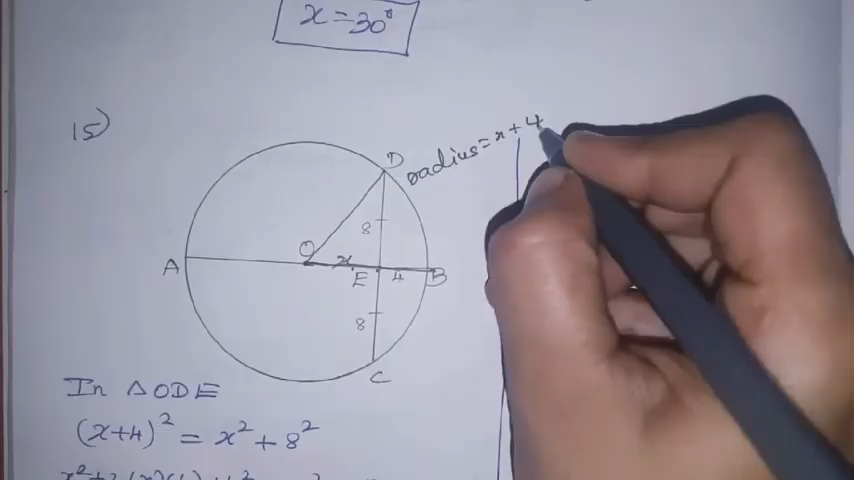 x = 30°
15)
D
radius = x + 4
8
O
x
A
E
4
B
8
C
In △ODE
(x+4)² = x² + 8²